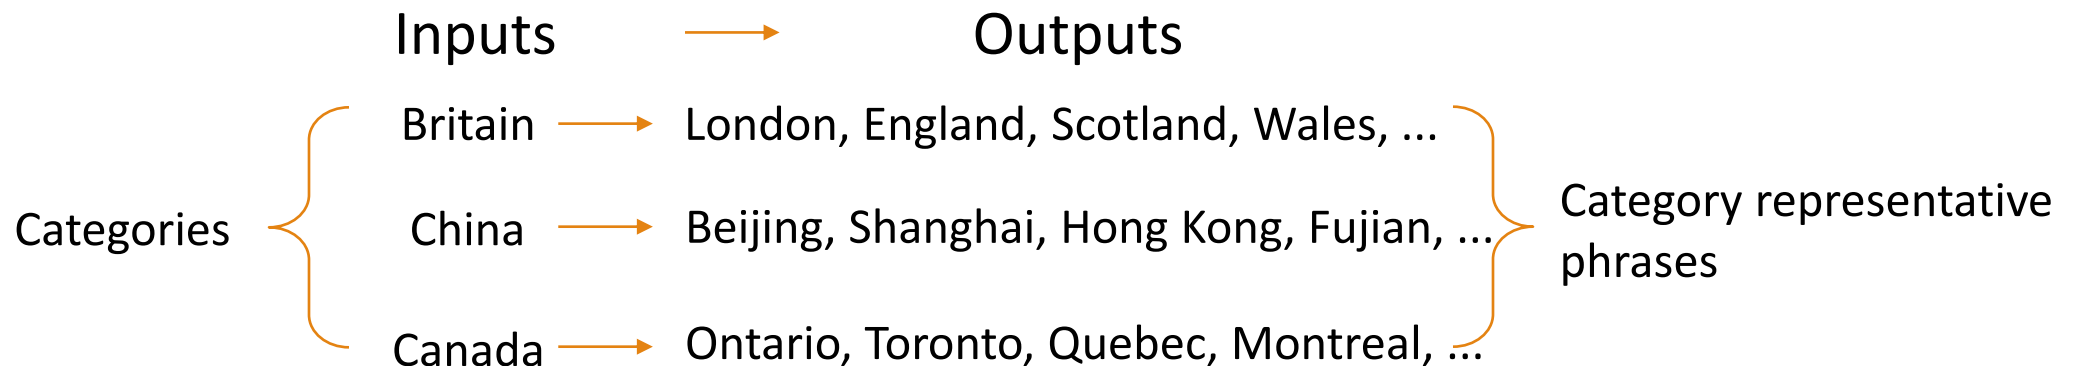 Inputs Outputs
Britain London, England, Scotland, Wales, ...
Categories China Beijing, Shanghai, Hong Kong, Fujian, ... Category representative
phrases
Canada Ontario, Toronto, Quebec, Montreal, ...